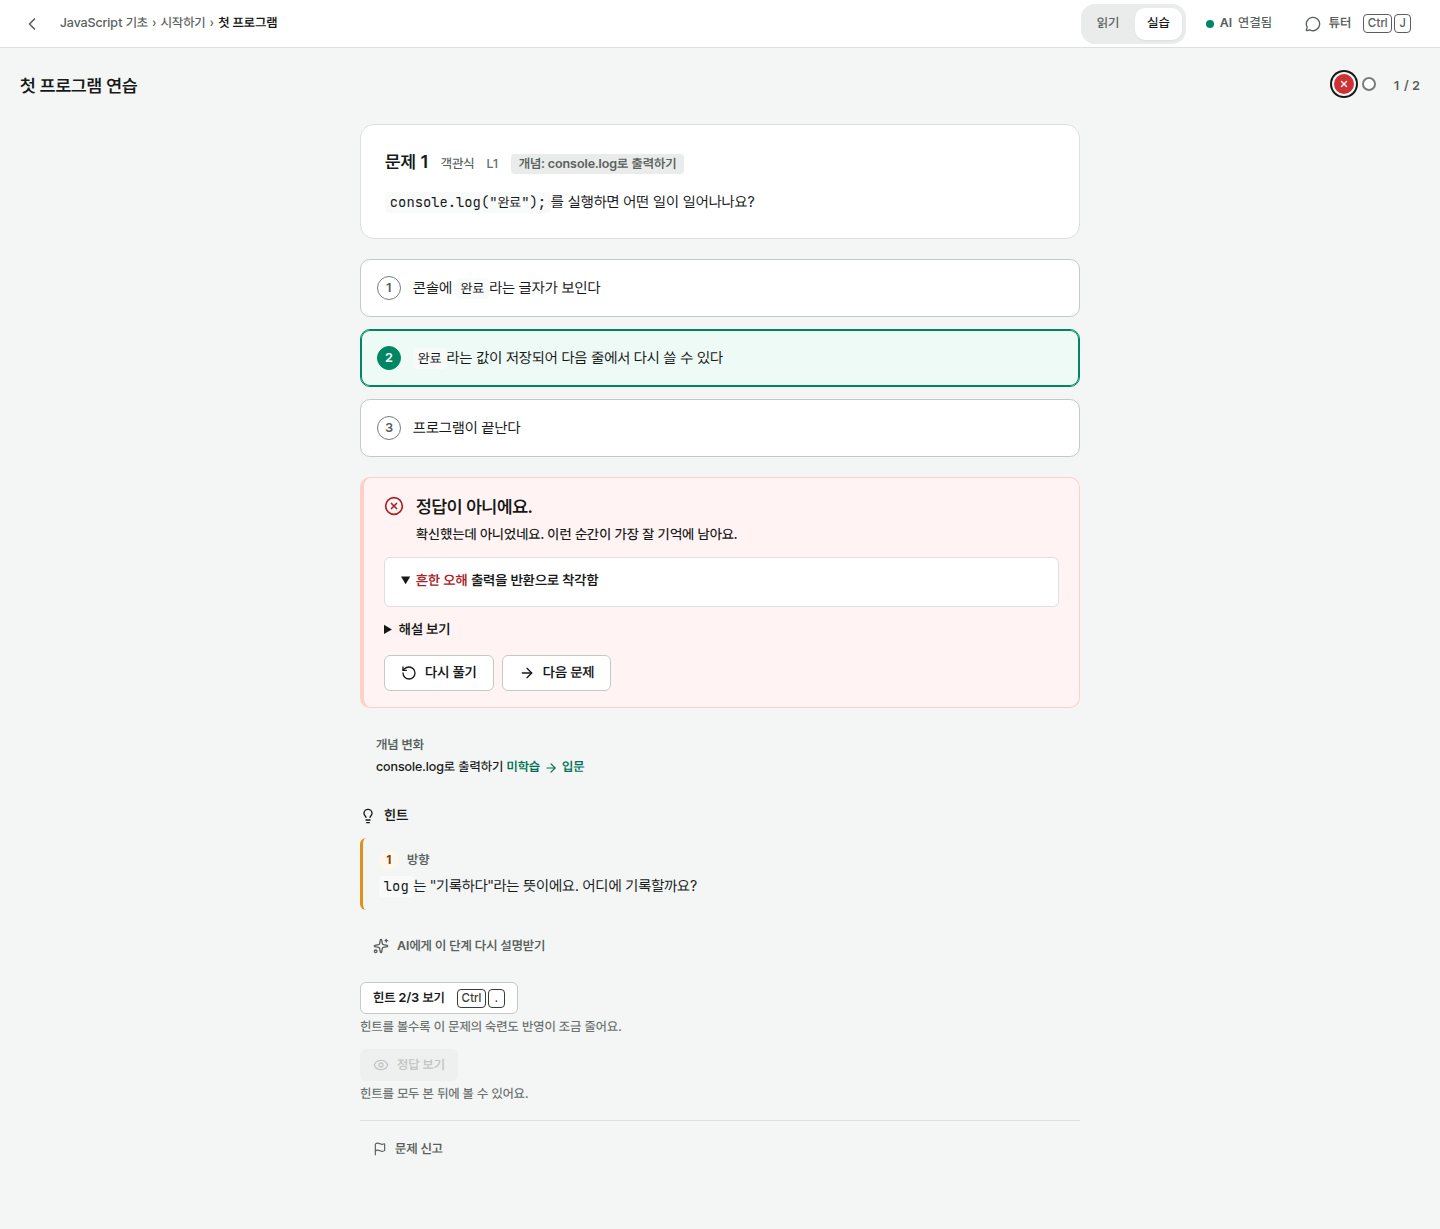 JavaScript 기초 › 시작하기 › 첫 프로그램
읽기 실습 AI 연결됨 튜터 Ctrl J
첫 프로그램 연습
1 / 2
문제 1 객관식 L1 개념: console.log로 출력하기
console.log("완료"); 를 실행하면 어떤 일이 일어나나요?
1 콘솔에 완료 라는 글자가 보인다
2 완료 라는 값이 저장되어 다음 줄에서 다시 쓸 수 있다
3 프로그램이 끝난다
정답이 아니에요.
확신했는데 아니었네요. 이런 순간이 가장 잘 기억에 남아요.
▼ 흔한 오해 출력을 반환으로 착각함
▶ 해설 보기
다시 풀기 다음 문제
개념 변화
console.log로 출력하기 미학습 → 입문
힌트
1 방향
log 는 "기록하다"라는 뜻이에요. 어디에 기록할까요?
AI에게 이 단계 다시 설명받기
힌트 2/3 보기 Ctrl .
힌트를 볼수록 이 문제의 숙련도 반영이 조금 줄어요.
정답 보기
힌트를 모두 본 뒤에 볼 수 있어요.
문제 신고